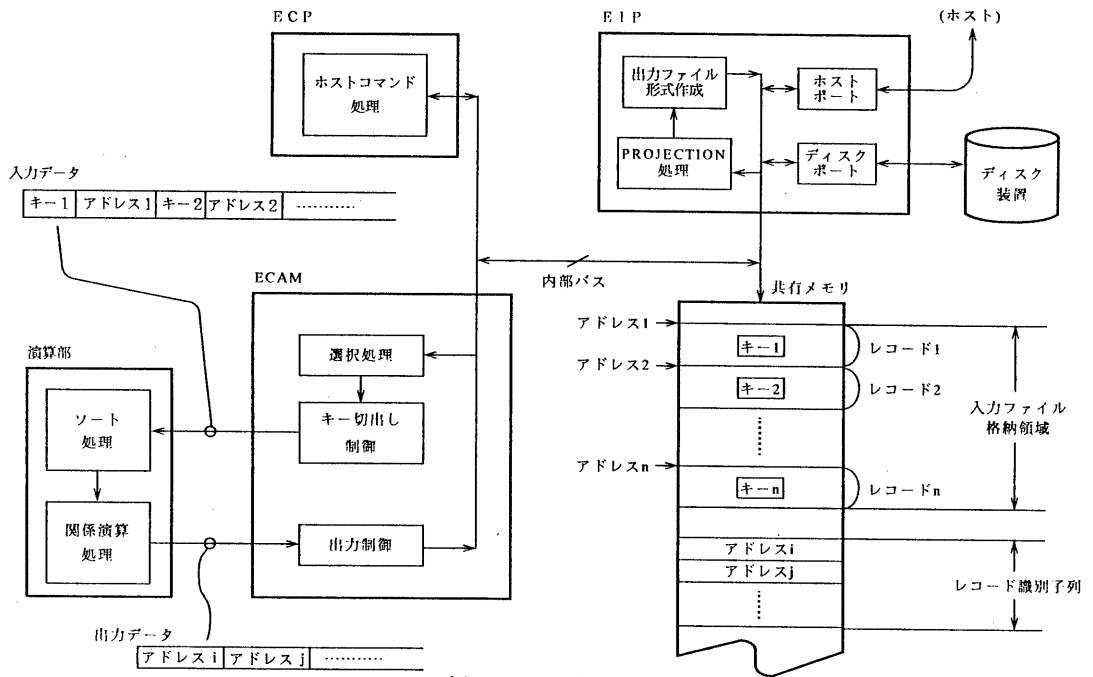 ECP
ホストコマンド
処理
EIP
(ホスト)
出力ファイル
形式作成
ホスト
ポート
PROJECTION
処理
ディスク
ポート
ディスク
装置
入力データ
キー1 アドレス1 キー2 アドレス2 …………
内部バス
ECAM
選択処理
キー切出し
制御
出力制御
演算部
ソート
処理
関係演算
処理
出力データ
アドレスi アドレスj …………
共有メモリ
アドレス1
キー1
レコード1
アドレス2
キー2
レコード2
……
入力ファイル
格納領域
アドレスn
キーn
レコードn
アドレスi
アドレスj
……
レコード識別子列